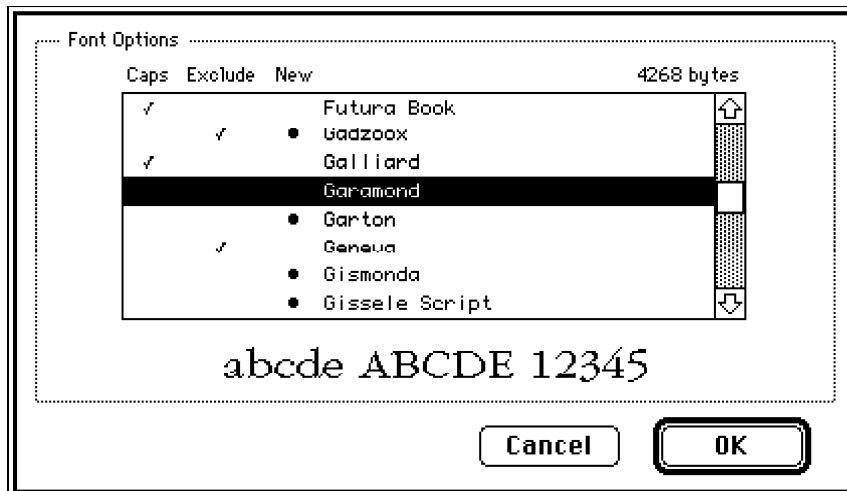 Font Options
Caps Exclude New 4268 bytes
✓ Futura Book
✓ • Gadzoox
✓ Galliard
Garamond
• Garton
✓ Geneva
• Gismonda
• Gissele Script
abcde ABCDE 12345
Cancel OK